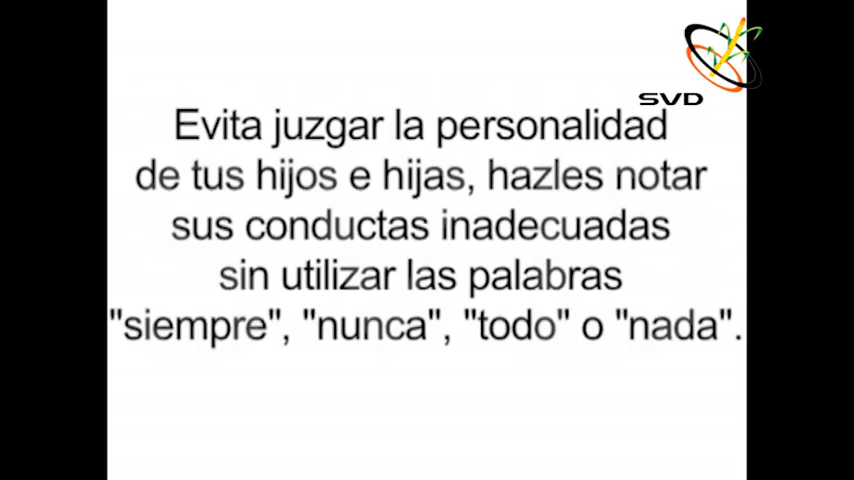 SVD
Evita juzgar la personalidad
de tus hijos e hijas, hazles notar
sus conductas inadecuadas
sin utilizar las palabras
"siempre", "nunca", "todo" o "nada".